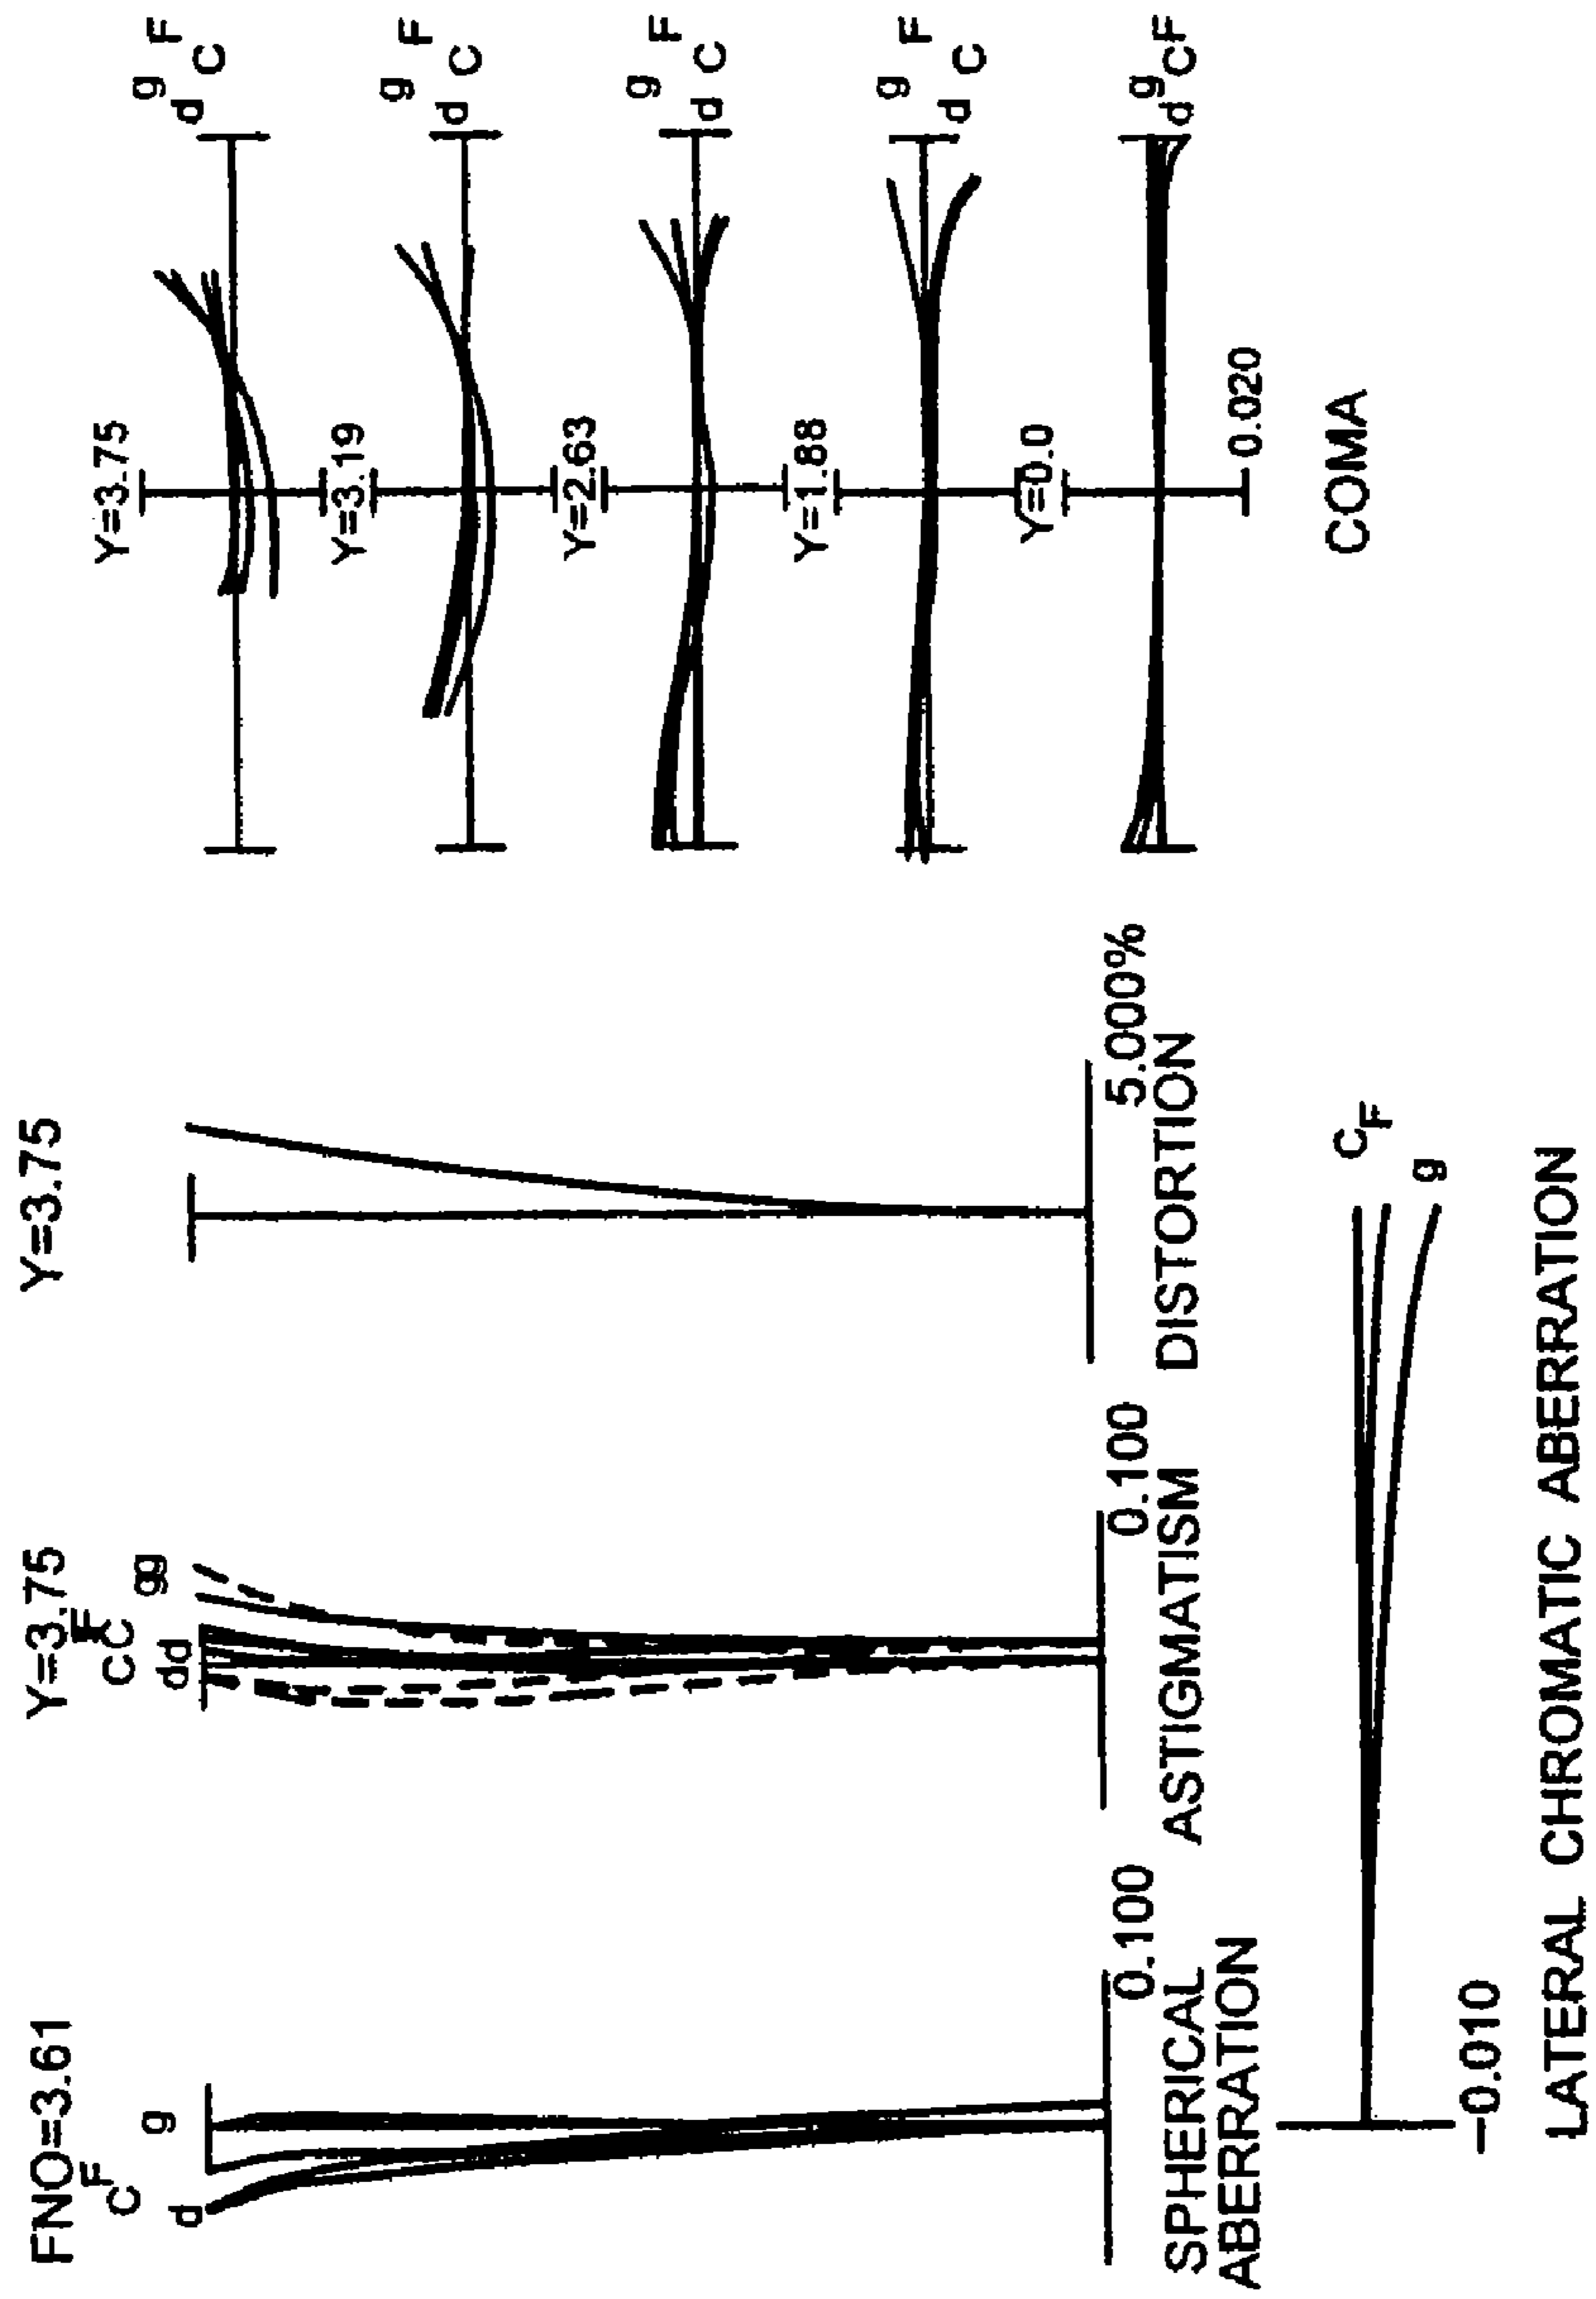 FNO=3.61
F
C
g
d
0.100
SPHERICAL
ABERRATION
Y=3.75
F
CC
gg
dd
0.100
ASTIGMATISM
Y=3.75
5.000%
DISTORTION
Y=3.75
g
F
d
C
Y=3.19
g
F
d
C
Y=2.63
g
F
d
C
Y=1.88
g
F
d
C
Y=0.0
g
d
C
F
0.020
COMA
C
F
g
−0.010
LATERAL CHROMATIC ABERRATION